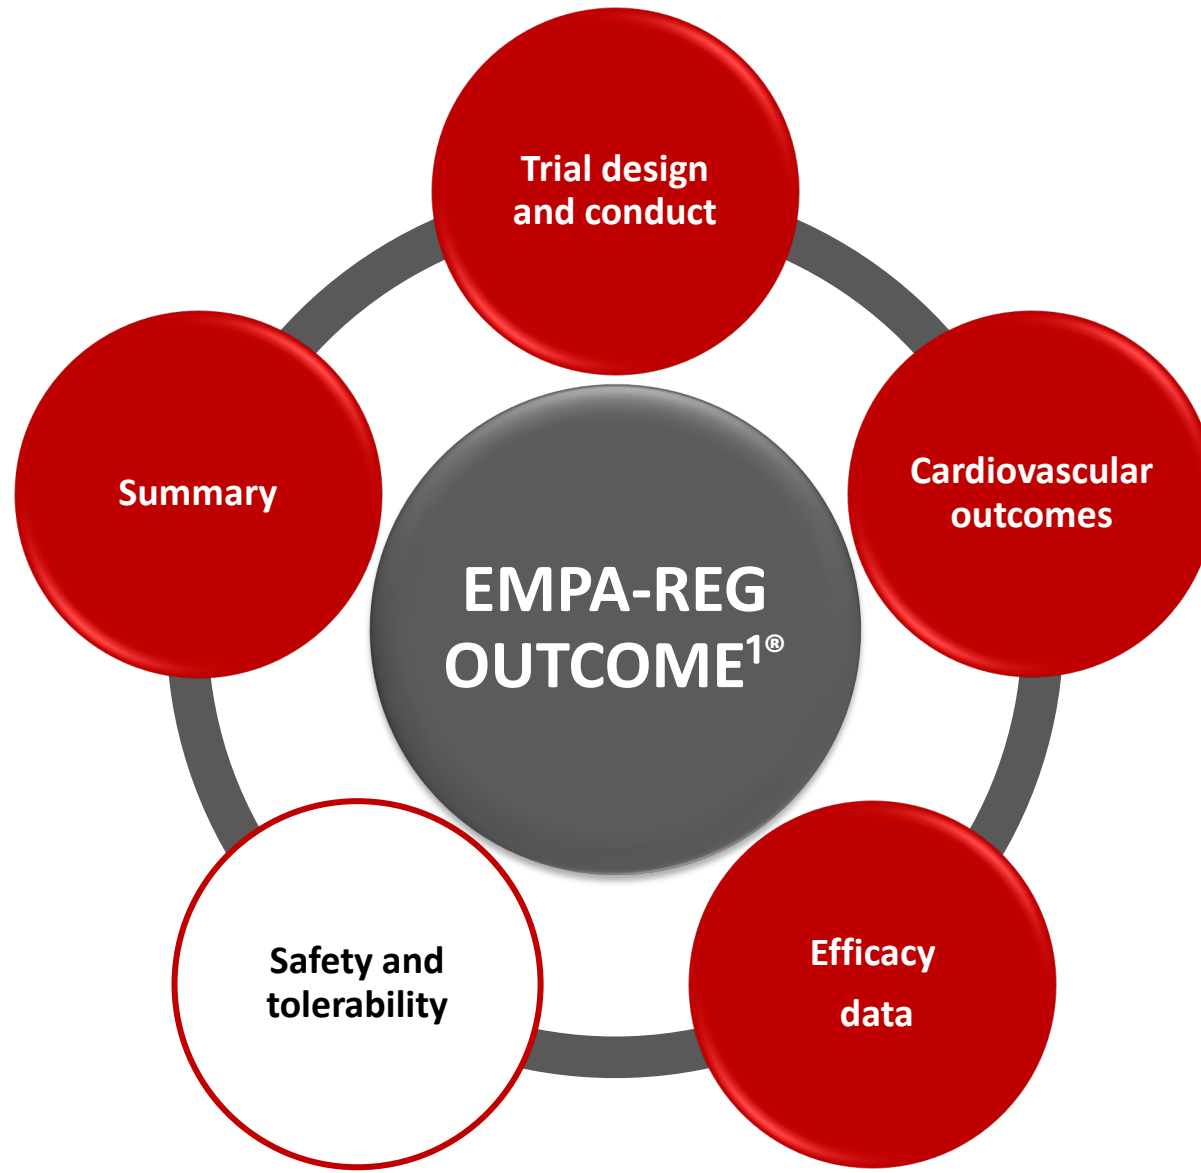 Trial design
and conduct
Cardiovascular
outcomes
Efficacy
data
Safety and
tolerability
Summary
EMPA-REG
OUTCOME¹®